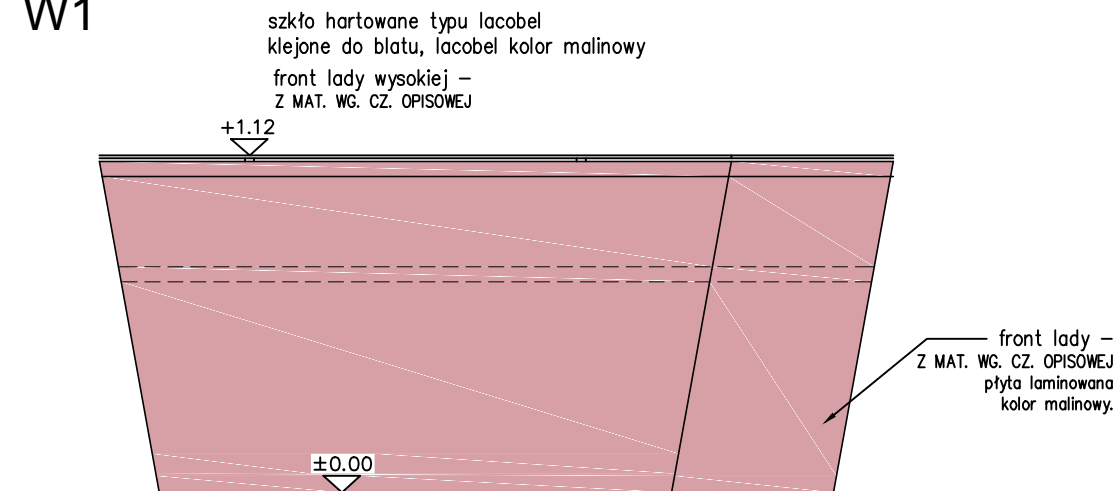 W1
szkło hartowane typu lacobel
klejone do blatu, lacobel kolor malinowy
front lady wysokiej –
Z MAT. WG. CZ. OPISOWEJ
+1.12
front lady –
Z MAT. WG. CZ. OPISOWEJ
płyta laminowana
kolor malinowy.
±0.00